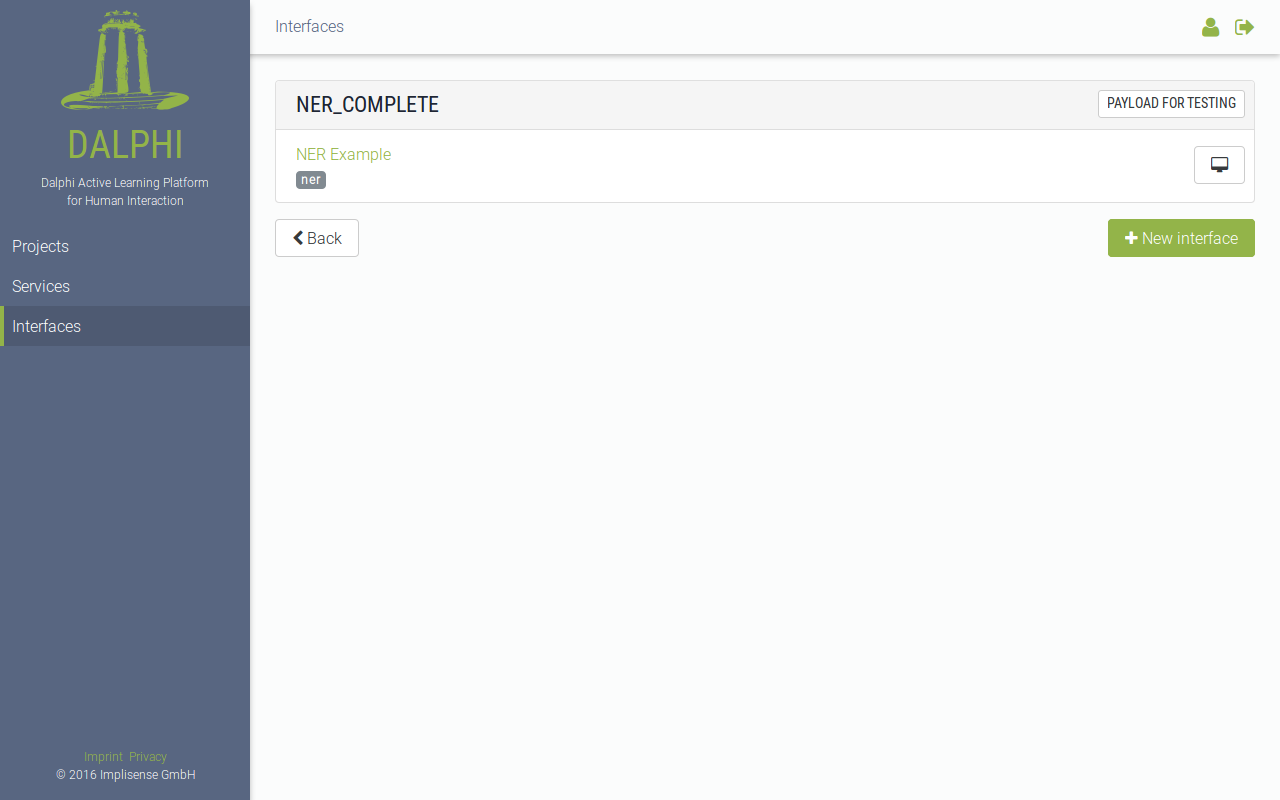 DALPHI
Dalphi Active Learning Platform
for Human Interaction
Projects
Services
Interfaces
Imprint Privacy
© 2016 Implisense GmbH
Interfaces
NER_COMPLETE
PAYLOAD FOR TESTING
NER Example
ner
Back
New interface